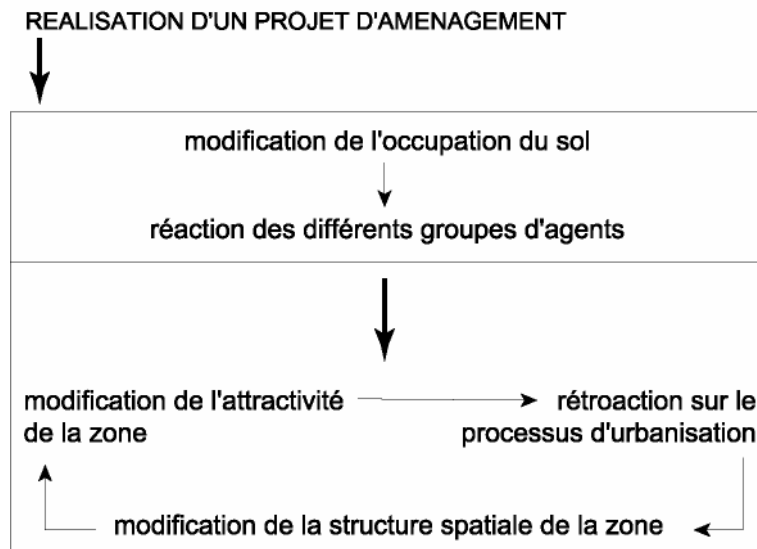 REALISATION D'UN PROJET D'AMENAGEMENT
modification de l'occupation du sol
réaction des différents groupes d'agents
modification de l'attractivité
de la zone
rétroaction sur le
processus d'urbanisation
modification de la structure spatiale de la zone